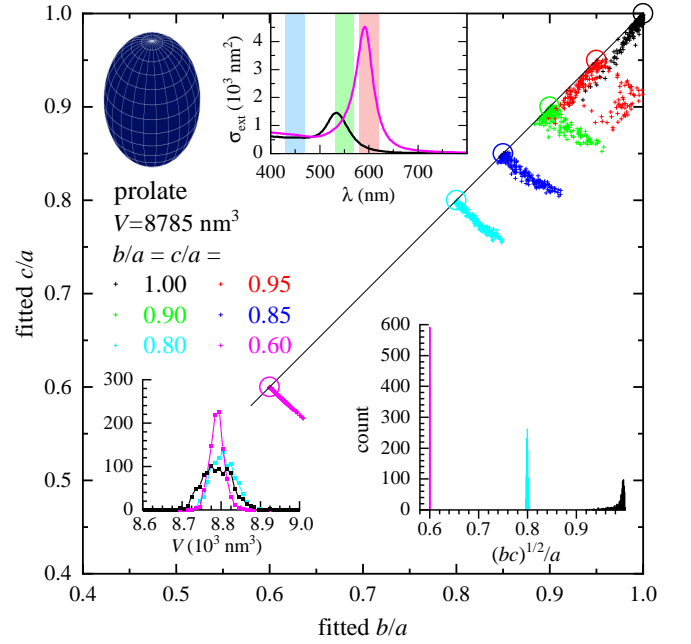 1.0
0.9
0.8
0.7
0.6
0.5
0.4
fitted c/a
0.4 0.5 0.6 0.7 0.8 0.9 1.0
fitted b/a
5
4
3
2
1
0
σext (10³ nm²)
400 500 600 700
λ (nm)
prolate
V=8785 nm³
b/a = c/a =
1.00 0.95
0.90 0.85
0.80 0.60
300
200
100
0
8.6 8.7 8.8 8.9 9.0
V (10³ nm³)
600
500
400
300
200
100
0
count
0.6 0.7 0.8 0.9
(bc)¹/²/a